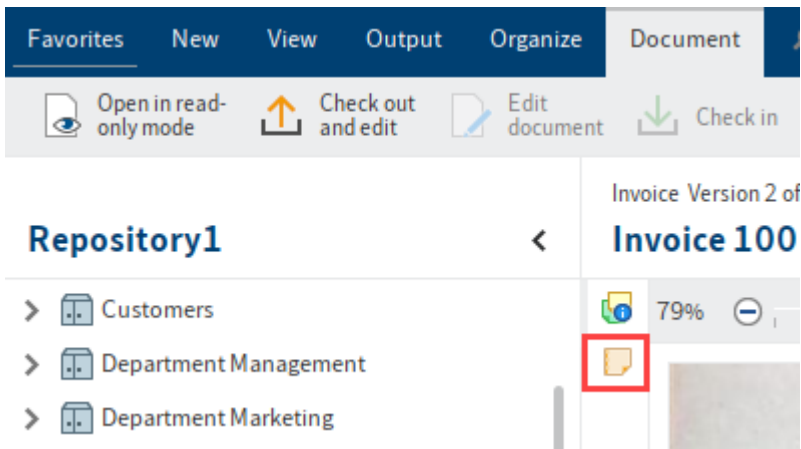 Favorites New View Output Organize Document
Open in read- Check out Edit Check in
only mode and edit document
Invoice Version 2 of
Repository1 Invoice 100
Customers 79%
Department Management
Department Marketing